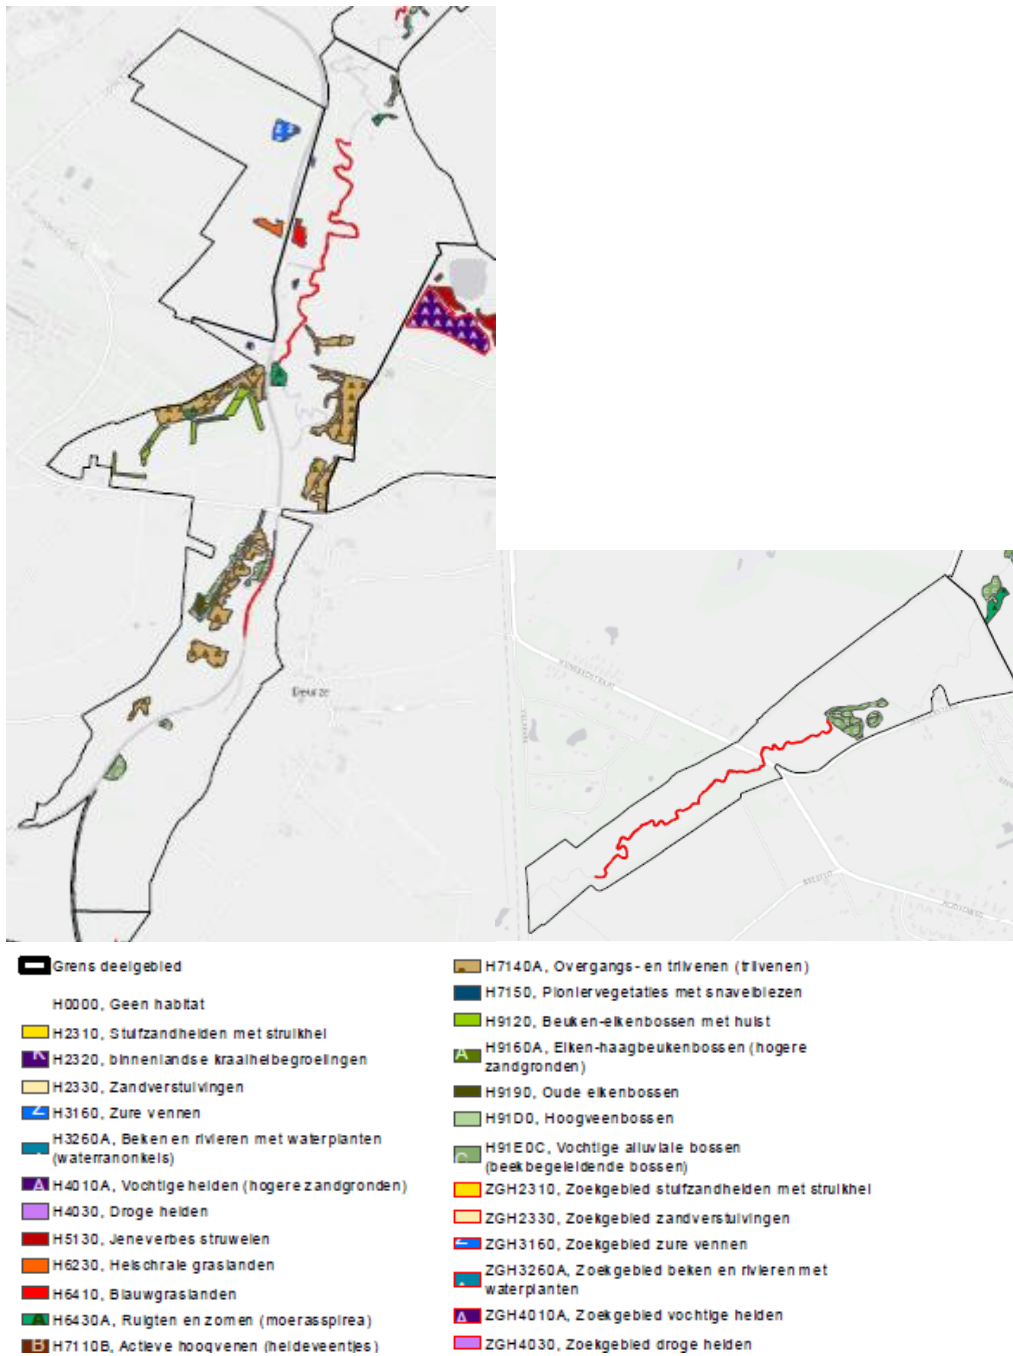 Grens deelgebied
H0000, Geen habitat
H2310, Stuifzandheiden met struikhei
H2320, binnenlandse kraaiheibegroeiingen
H2330, Zandverstuivingen
H3160, Zure vennen
H3260A, Beken en rivieren met waterplanten
(waterranonkels)
H4010A, Vochtige heiden (hogere zandgronden)
H4030, Droge heiden
H5130, Jeneverbes struwelen
H6230, Heischrale graslanden
H6410, Blauwgraslanden
H6430A, Ruigten en zomen (moerasspirea)
H7110B, Actieve hoogvenen (heideveentjes)
H7140A, Overgangs- en trilvenen (trilvenen)
H7150, Pioniervegetaties met snavelbiezen
H9120, Beuken-eikenbossen met hulst
H9160A, Eiken-haagbeukenbossen (hogere
zandgronden)
H9190, Oude eikenbossen
H91D0, Hoogveenbossen
H91E0C, Vochtige alluviale bossen
(beekbegeleidende bossen)
ZGH2310, Zoekgebied stuifzandheiden met struikhei
ZGH2330, Zoekgebied zandverstuivingen
ZGH3160, Zoekgebied zure vennen
ZGH3260A, Zoekgebied beken en rivieren met
waterplanten
ZGH4010A, Zoekgebied vochtige heiden
ZGH4030, Zoekgebied droge heiden